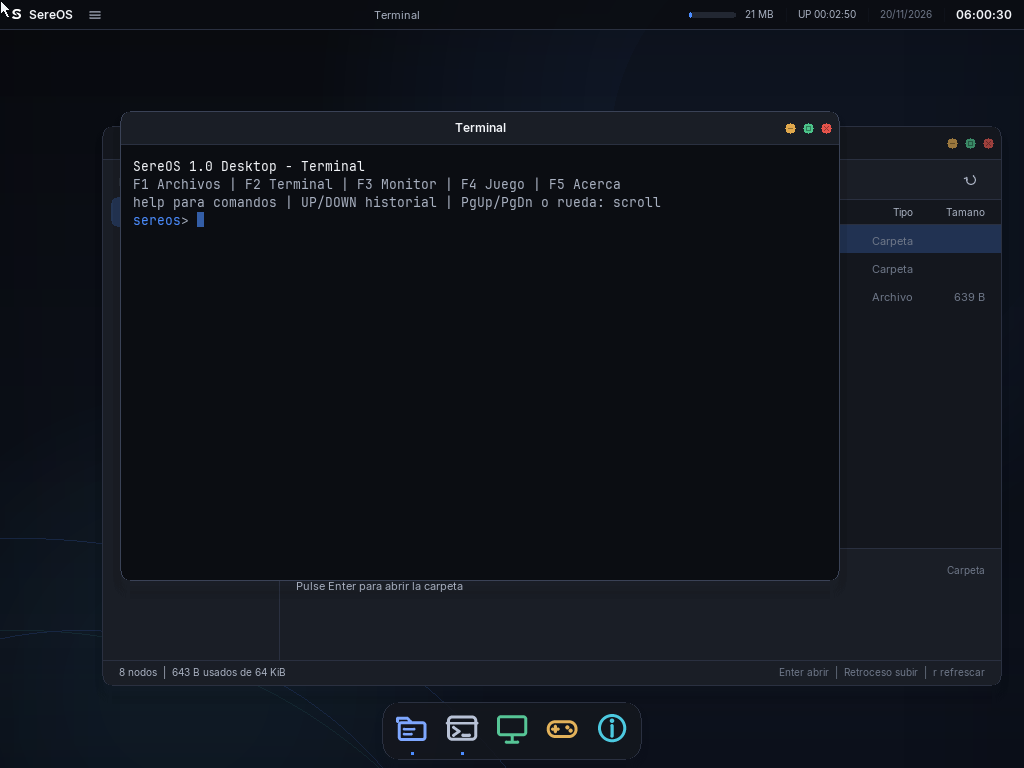 S SereOS
Terminal
21 MB
UP 00:02:50
20/11/2026
06:00:30
Terminal
SereOS 1.0 Desktop - Terminal
F1 Archivos | F2 Terminal | F3 Monitor | F4 Juego | F5 Acerca
help para comandos | UP/DOWN historial | PgUp/PgDn o rueda: scroll
sereos>
Tipo Tamano
Carpeta
Carpeta
Archivo 639 B
Carpeta
Pulse Enter para abrir la carpeta
8 nodos | 643 B usados de 64 KiB
Enter abrir | Retroceso subir | r refrescar